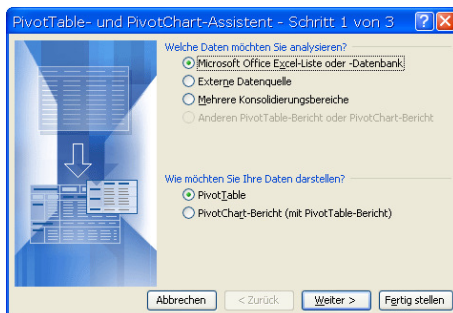 PivotTable- und PivotChart-Assistent - Schritt 1 von 3
Welche Daten möchten Sie analysieren?
Microsoft Office Excel-Liste oder -Datenbank
Externe Datenquelle
Mehrere Konsolidierungsbereiche
Anderen PivotTable-Bericht oder PivotChart-Bericht
Wie möchten Sie Ihre Daten darstellen?
PivotTable
PivotChart-Bericht (mit PivotTable-Bericht)
Abbrechen < Zurück Weiter > Fertig stellen